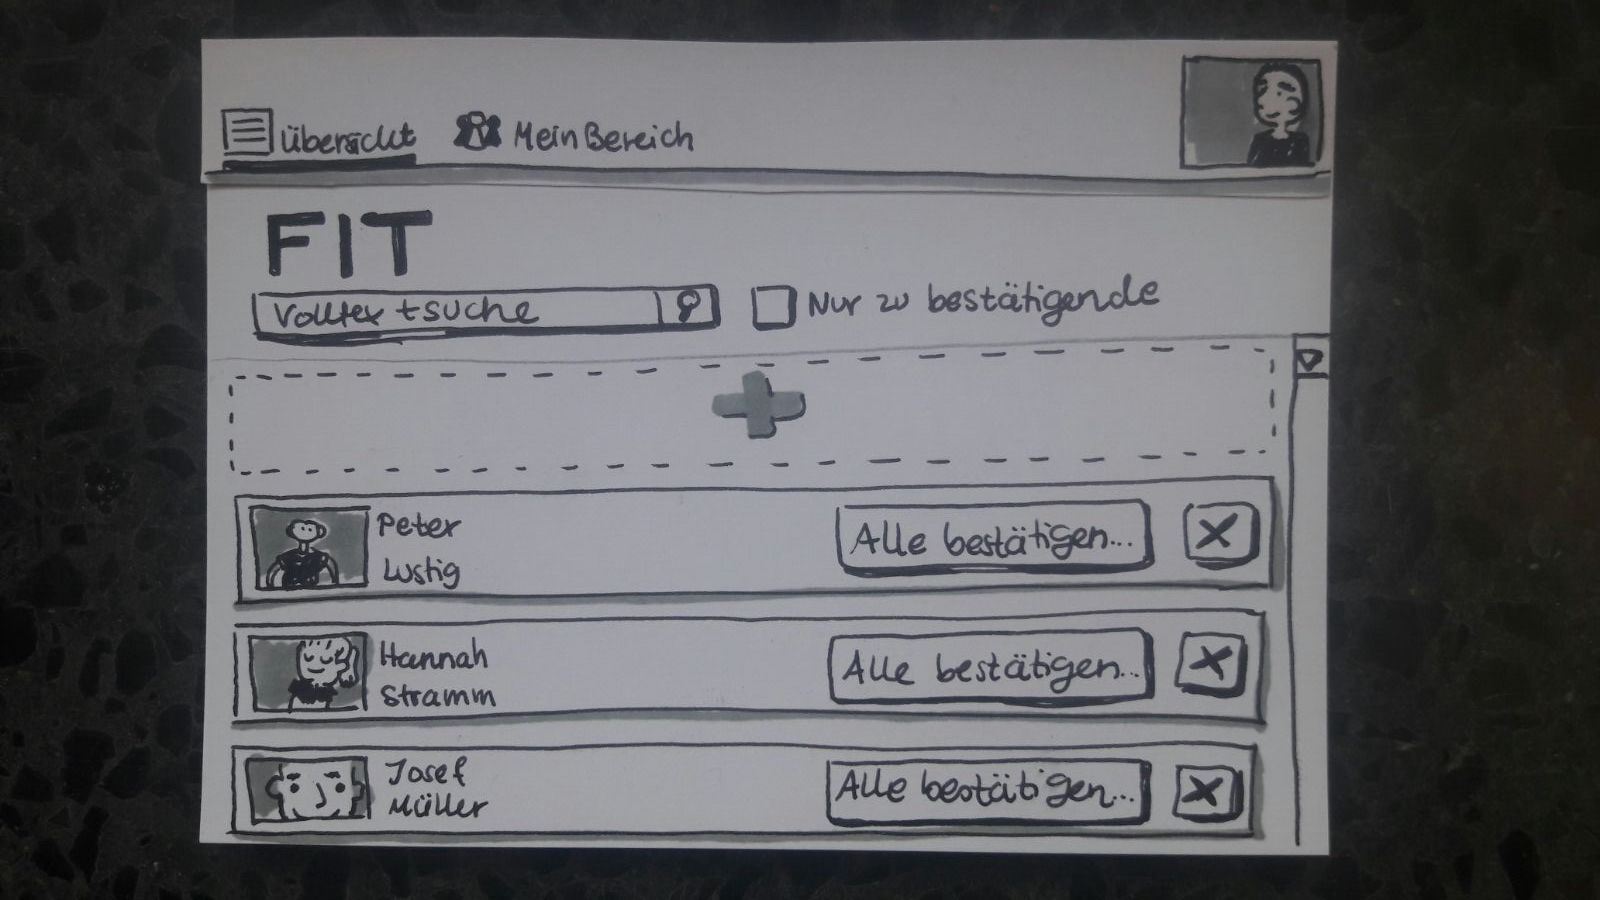 Übersicht
Mein Bereich
FIT
Volltextsuche
Nur zu bestätigende
Peter
Lustig
Alle bestätigen...
Hannah
Stramm
Alle bestätigen...
Josef
Müller
Alle bestätigen...